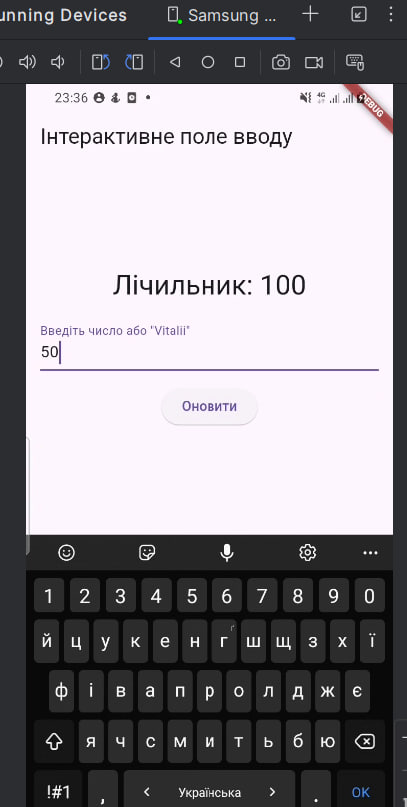 unning Devices
Samsung ...
23:36
4G
DEBUG
Інтерактивне поле вводу
Лічильник: 100
Введіть число або "Vitalii"
50
Оновити
1 2 3 4 5 6 7 8 9 0
й ц у к е н г ґ ш щ з х ї
ф і в а п р о л д ж є
я ч с м и т ь б ю
!#1 , < Українська > . OK